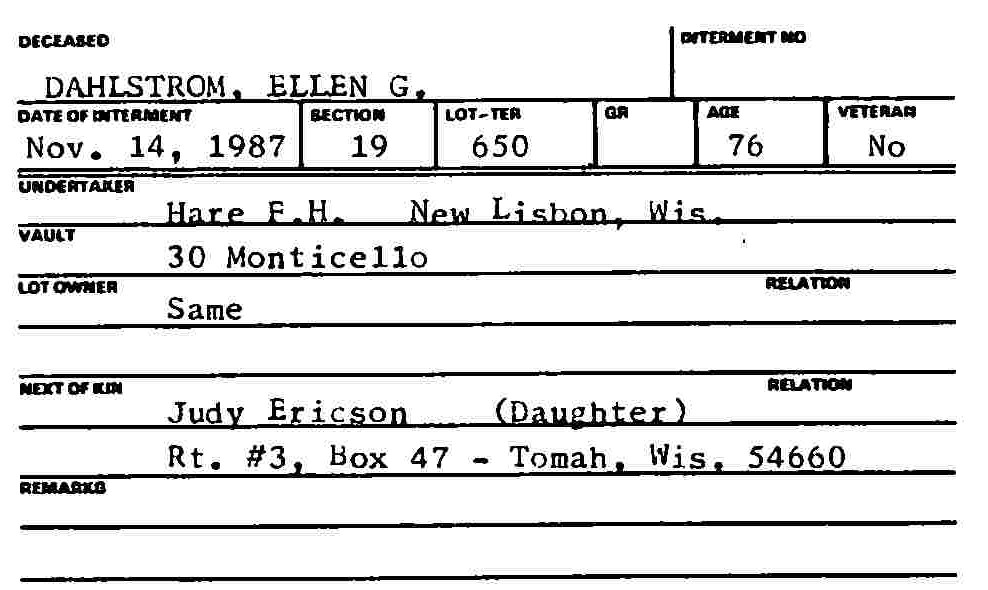 DECEASED INTERMENT NO
DAHLSTROM, ELLEN G.
DATE OF INTERMENT SECTION LOT-TER GR AGE VETERAN
Nov. 14, 1987 19 650 76 No
UNDERTAKER
Hare F.H. New Lisbon, Wis.
VAULT
30 Monticello
LOT OWNER RELATION
Same
NEXT OF KIN RELATION
Judy Ericson (Daughter)
Rt. #3, Box 47 - Tomah, Wis. 54660
REMARKS